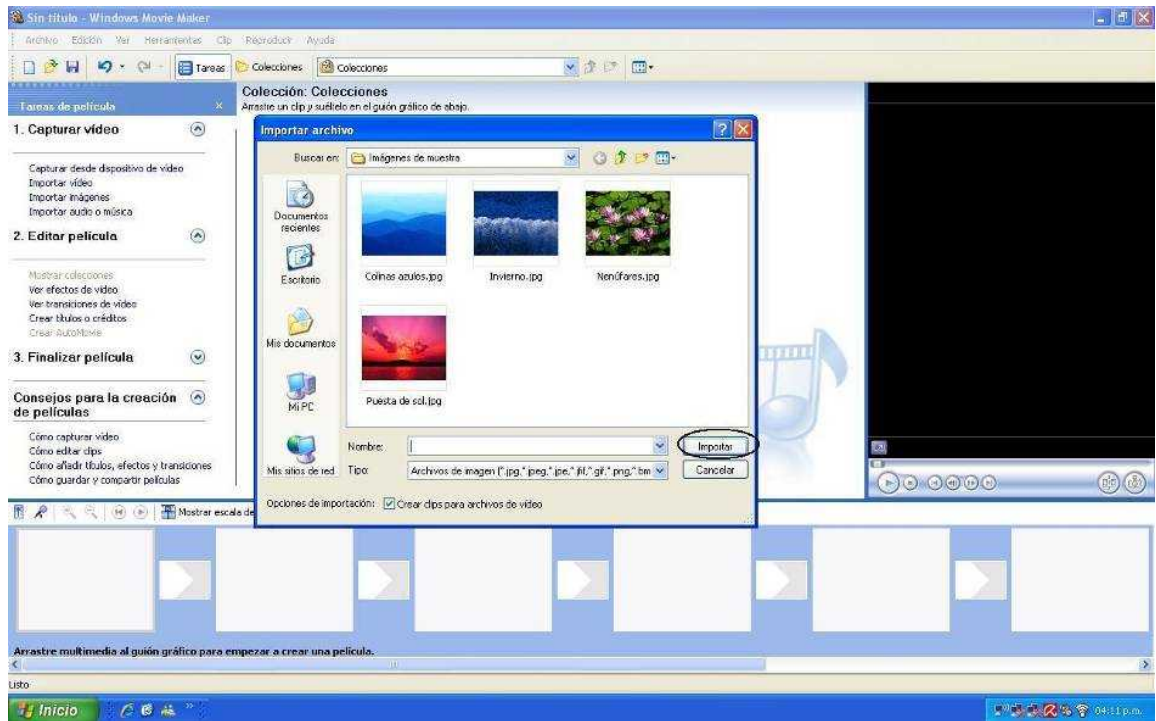 Sin título - Windows Movie Maker
Archivo Edición Ver Herramientas Clip Reproducir Ayuda
Tareas Colecciones Colecciones
Tareas de película
Colección: Colecciones
Arrastre un clip y suéltelo en el guión gráfico de abajo.
1. Capturar vídeo
Capturar desde dispositivo de vídeo
Importar vídeo
Importar imágenes
Importar audio o música
2. Editar película
Mostrar colecciones
Ver efectos de vídeo
Ver transiciones de vídeo
Crear títulos o créditos
Crear AutoMovie
3. Finalizar película
Consejos para la creación
de películas
Cómo capturar vídeo
Cómo editar clips
Cómo añadir títulos, efectos y transiciones
Cómo guardar y compartir películas
Importar archivo
Buscar en: Imágenes de muestra
Documentos
recientes
Escritorio
Mis documentos
Mi PC
Mis sitios de red
Colinas azules.jpg Invierno.jpg Nenúfares.jpg
Puesta de sol.jpg
Nombre: Importar
Tipo: Archivos de imagen (*.jpg,*.jpeg,*.jpe,*.jfif,*.gif,*.png,*.bm Cancelar
Opciones de importación: Crear clips para archivos de vídeo
Mostrar escala de
Arrastre multimedia al guión gráfico para empezar a crear una película.
Listo
Inicio 04:11 p.m.